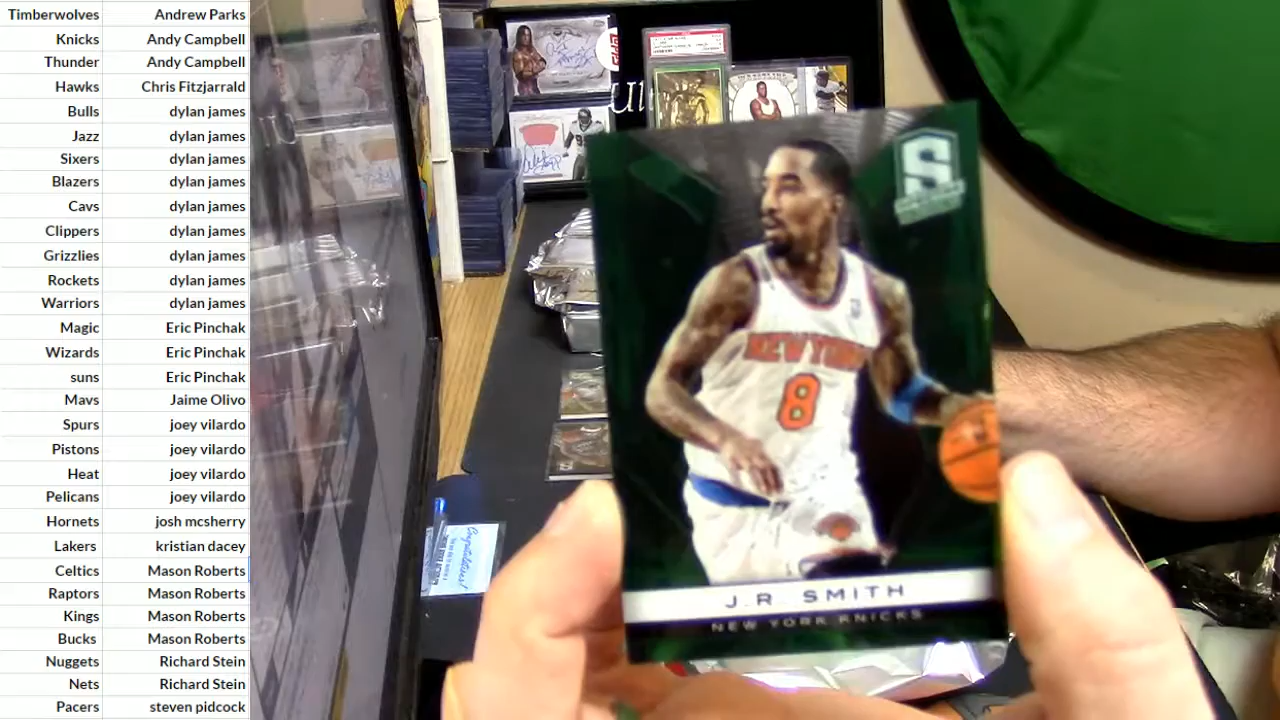 Timberwolves Andrew Parks
Knicks Andy Campbell
Thunder Andy Campbell
Hawks Chris Fitzjarrald
Bulls dylan james
Jazz dylan james
Sixers dylan james
Blazers dylan james
Cavs dylan james
Clippers dylan james
Grizzlies dylan james
Rockets dylan james
Warriors dylan james
Magic Eric Pinchak
Wizards Eric Pinchak
suns Eric Pinchak
Mavs Jaime Olivo
Spurs joey vilardo
Pistons joey vilardo
Heat joey vilardo
Pelicans joey vilardo
Hornets josh mcsherry
Lakers kristian dacey
Celtics Mason Roberts
Raptors Mason Roberts
Kings Mason Roberts
Bucks Mason Roberts
Nuggets Richard Stein
Nets Richard Stein
Pacers steven pidcock
Ul
S
NEW YORK
8
J.R. SMITH
NEW YORK KNICKS
Congratulations!